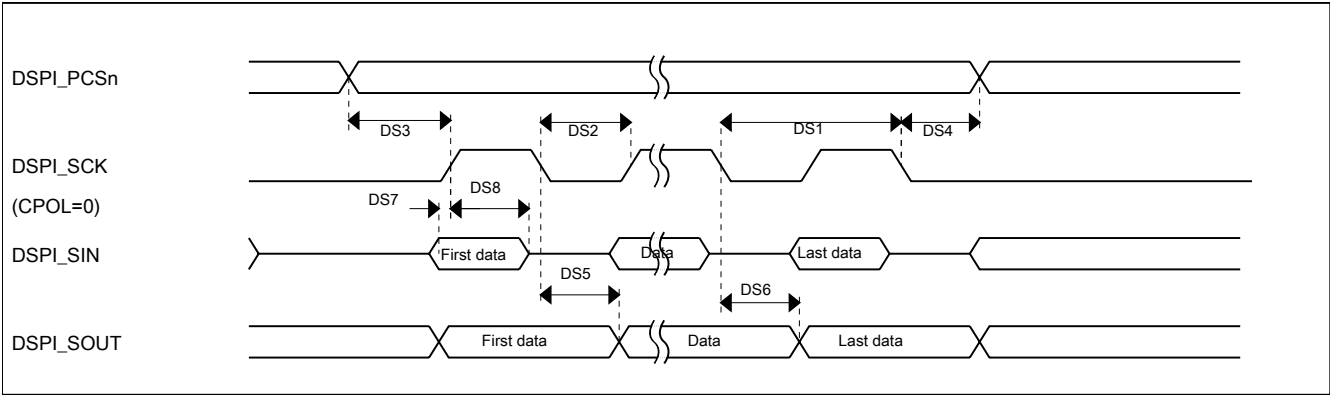 DSPI_PCSn
DS3
DS2
DS1
DS4
DSPI_SCK
(CPOL=0)
DS7
DS8
DSPI_SIN
First data
Data
Last data
DS5
DS6
DSPI_SOUT
First data
Data
Last data